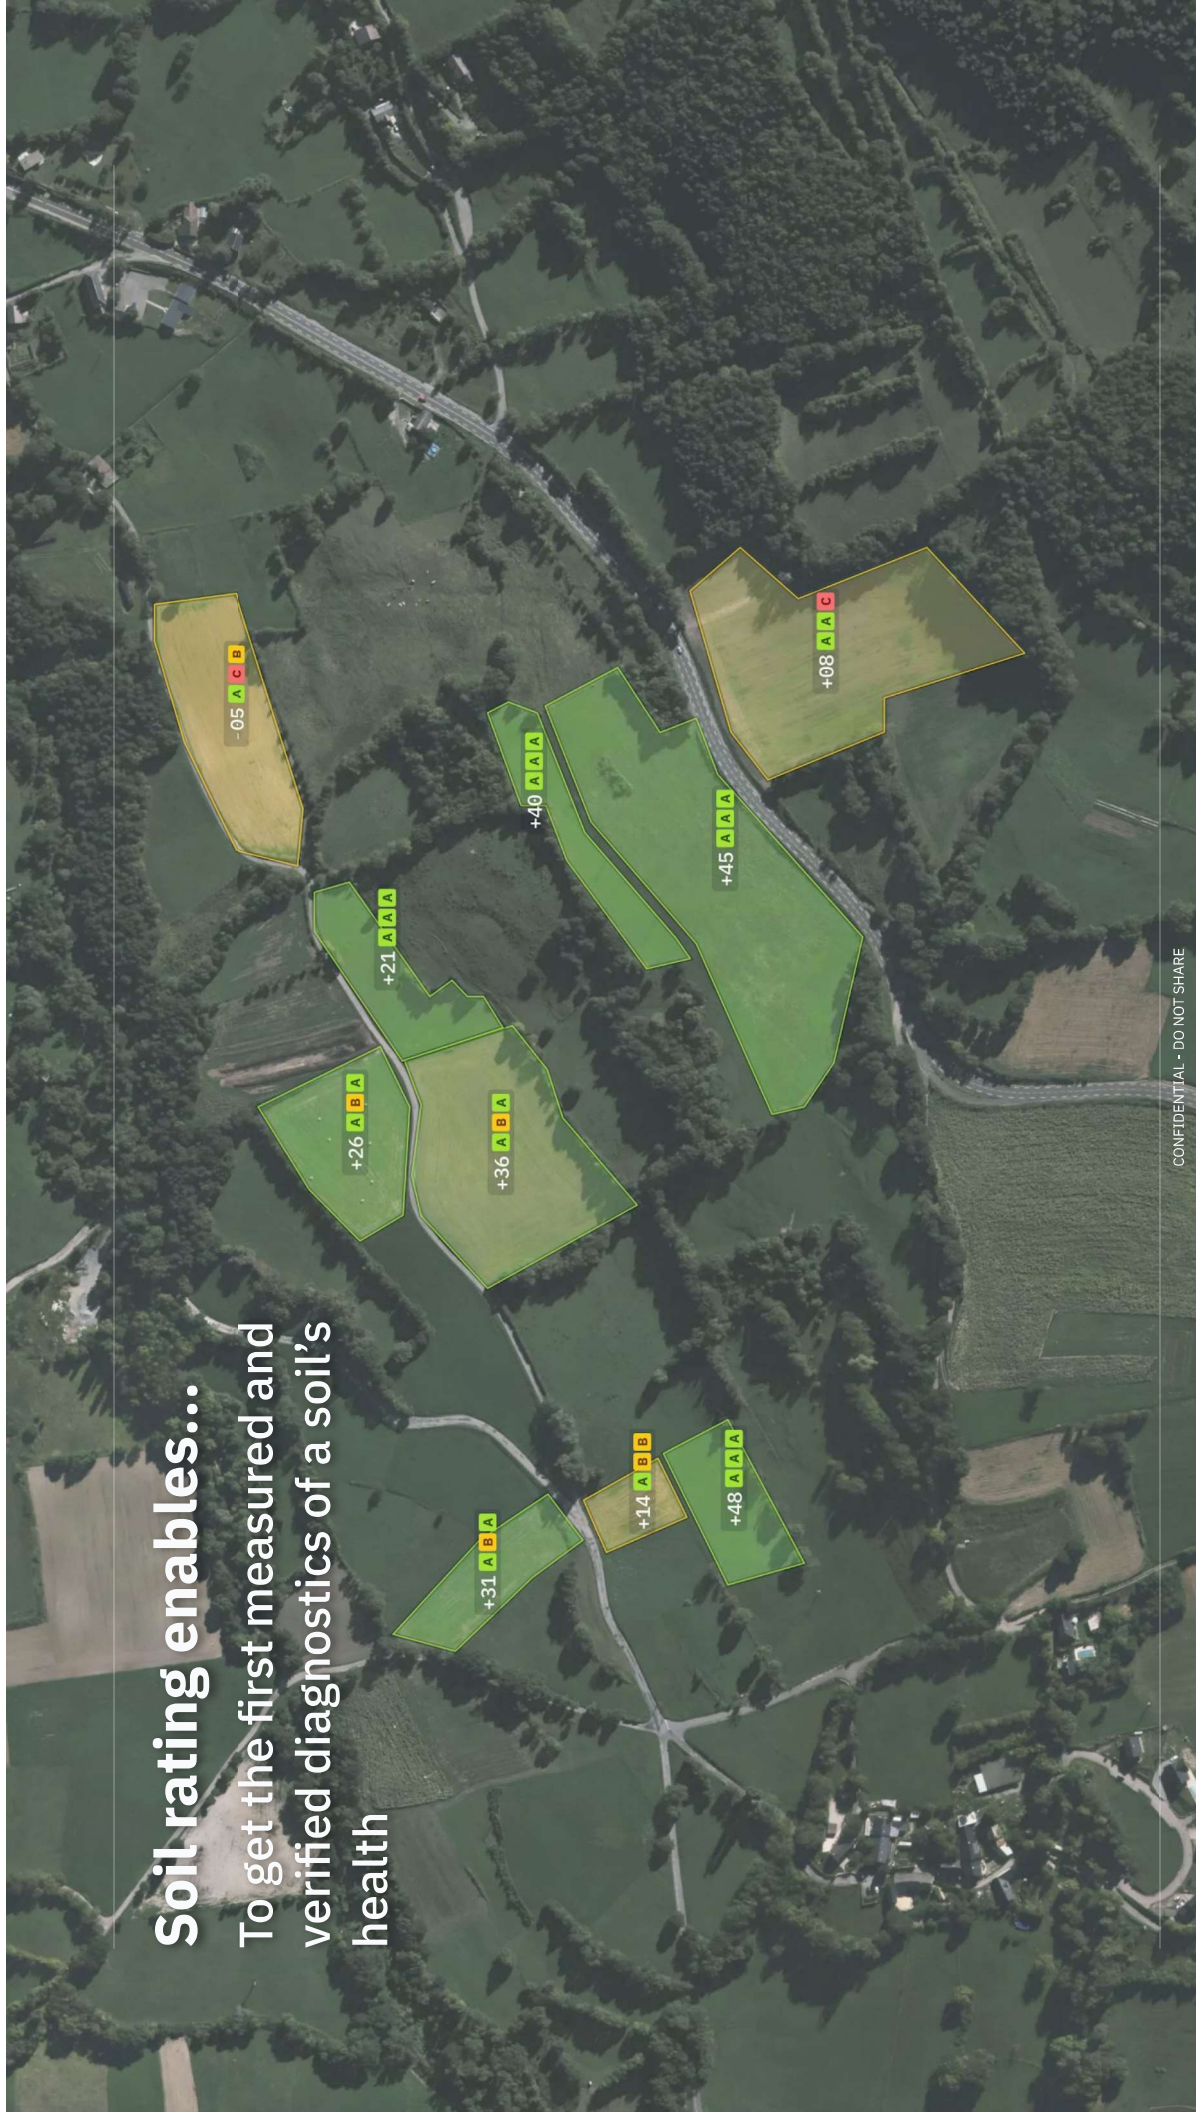 Soil rating enables...
To get the first measured and
verified diagnostics of a soil’s
health
-05 A C B
+21 A A A
+26 A B A
+40 A A A
+36 A B A
+45 A A A
+08 A A C
+31 A B A
+14 A B B
+48 A A A
CONFIDENTIAL - DO NOT SHARE